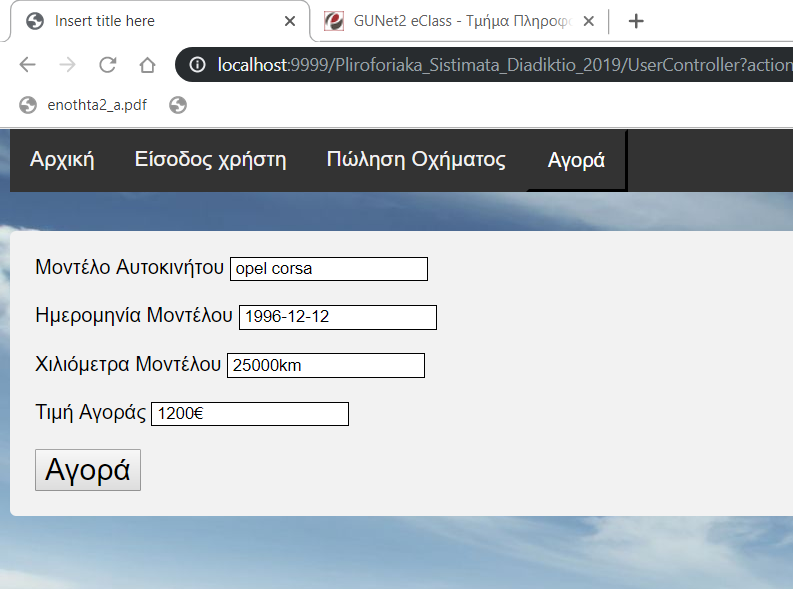 Insert title here
GUNet2 eClass - Τμήμα Πληροφο
localhost:9999/Pliroforiaka_Sistimata_Diadiktio_2019/UserController?action
enothta2_a.pdf
Αρχική Είσοδος χρήστη Πώληση Οχήματος Αγορά
Μοντέλο Αυτοκινήτου opel corsa
Ημερομηνία Μοντέλου 1996-12-12
Χιλιόμετρα Μοντέλου 25000km
Τιμή Αγοράς 1200€
Αγορά